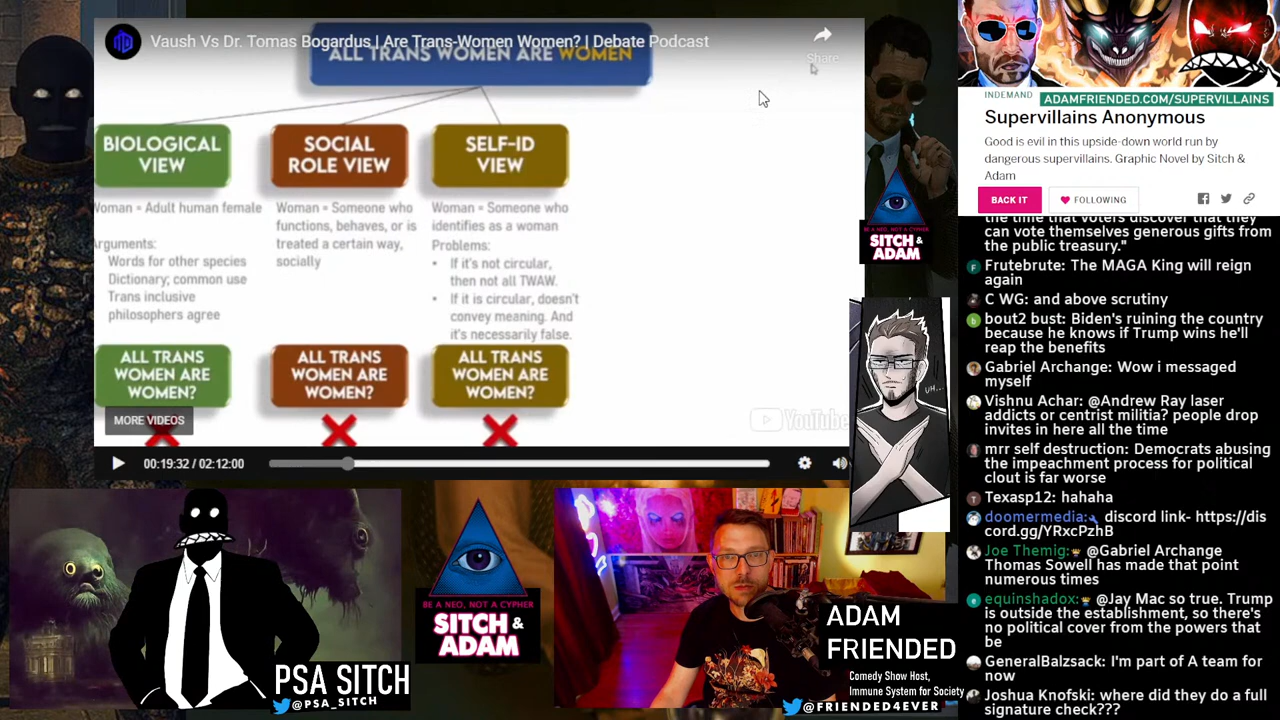 Vaush Vs Dr. Tomas Bogardus | Are Trans-Women Women? | Debate Podcast
Share
ALL TRANS WOMEN ARE WOMEN
BIOLOGICAL
VIEW
Woman = Adult human female
Arguments:
Words for other species
Dictionary; common use
Trans inclusive
philosophers agree
ALL TRANS
WOMEN ARE
WOMEN?
SOCIAL
ROLE VIEW
Woman = Someone who
functions, behaves, or is
treated a certain way,
socially
ALL TRANS
WOMEN ARE
WOMEN?
SELF-ID
VIEW
Woman = Someone who
identifies as a woman
Problems:
• If it's not circular,
then not all TWAW.
• If it is circular, doesn't
convey meaning. And
it's necessarily false.
ALL TRANS
WOMEN ARE
WOMEN?
MORE VIDEOS
YouTube
00:19:32 / 02:12:00
SITCH &
ADAM
UH...
BE A NEO, NOT A CYPHER
SITCH &
ADAM
PSA SITCH
@PSA_SITCH
ADAM
FRIENDED
Comedy Show Host,
Immune System for Society
@FRIENDED4EVER
INDEMAND
ADAMFRIENDED.COM/SUPERVILLAINS
Supervillains Anonymous
Good is evil in this upside-down world run by
dangerous supervillains. Graphic Novel by Sitch &
Adam
BACK IT
FOLLOWING
the time that voters discover that they
can vote themselves generous gifts from
the public treasury."
Frutebrute: The MAGA King will reign
again
C WG: and above scrutiny
bout2 bust: Biden's ruining the country
because he knows if Trump wins he'll
reap the benefits
Gabriel Archange: Wow i messaged
myself
Vishnu Achar: @Andrew Ray laser
addicts or centrist militia? people drop
invites in here all the time
mrr self destruction: Democrats abusing
the impeachment process for political
clout is far worse
Texasp12: hahaha
doomermedia: discord link- https://dis
cord.gg/YRxcPzhB
Joe Themig: @Gabriel Archange
Thomas Sowell has made that point
numerous times
equinshadox: @Jay Mac so true. Trump
is outside the establishment, so there's
no political cover from the powers that
be
GeneralBalzsack: I'm part of A team for
now
Joshua Knofski: where did they do a full
signature check???